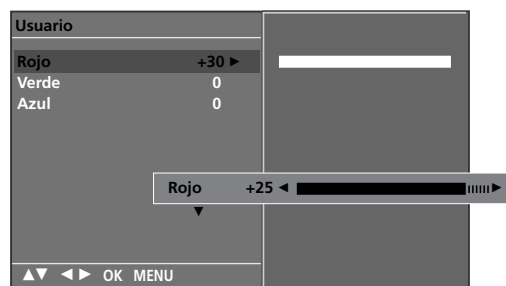 Usuario
Rojo +30 ►
Verde 0
Azul 0
Rojo +25 ◄ ►
▼
▲▼ ◄► OK MENU